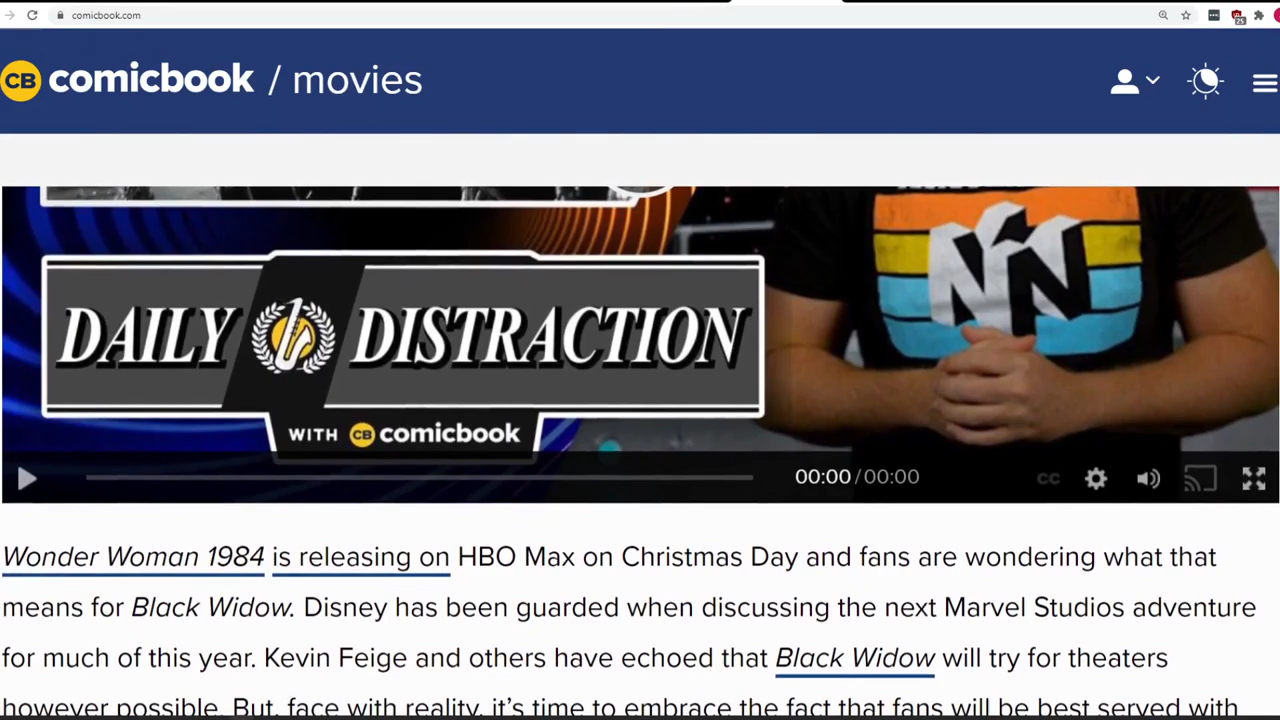 comicbook.com
25
CB comicbook / movies
DAILY DISTRACTION
WITH CB comicbook
00:00/00:00
CC
Wonder Woman 1984 is releasing on HBO Max on Christmas Day and fans are wondering what that
means for Black Widow. Disney has been guarded when discussing the next Marvel Studios adventure
for much of this year. Kevin Feige and others have echoed that Black Widow will try for theaters
however possible. But, face with reality, it's time to embrace the fact that fans will be best served with